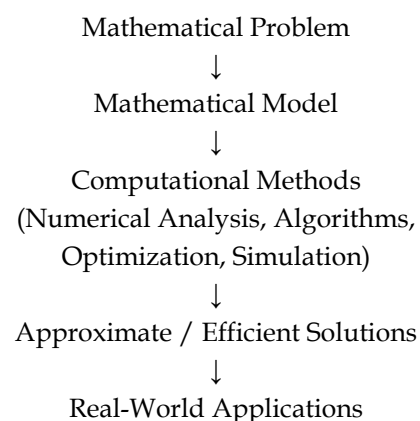 Mathematical Problem
↓
Mathematical Model
↓
Computational Methods
(Numerical Analysis, Algorithms,
Optimization, Simulation)
↓
Approximate / Efficient Solutions
↓
Real-World Applications